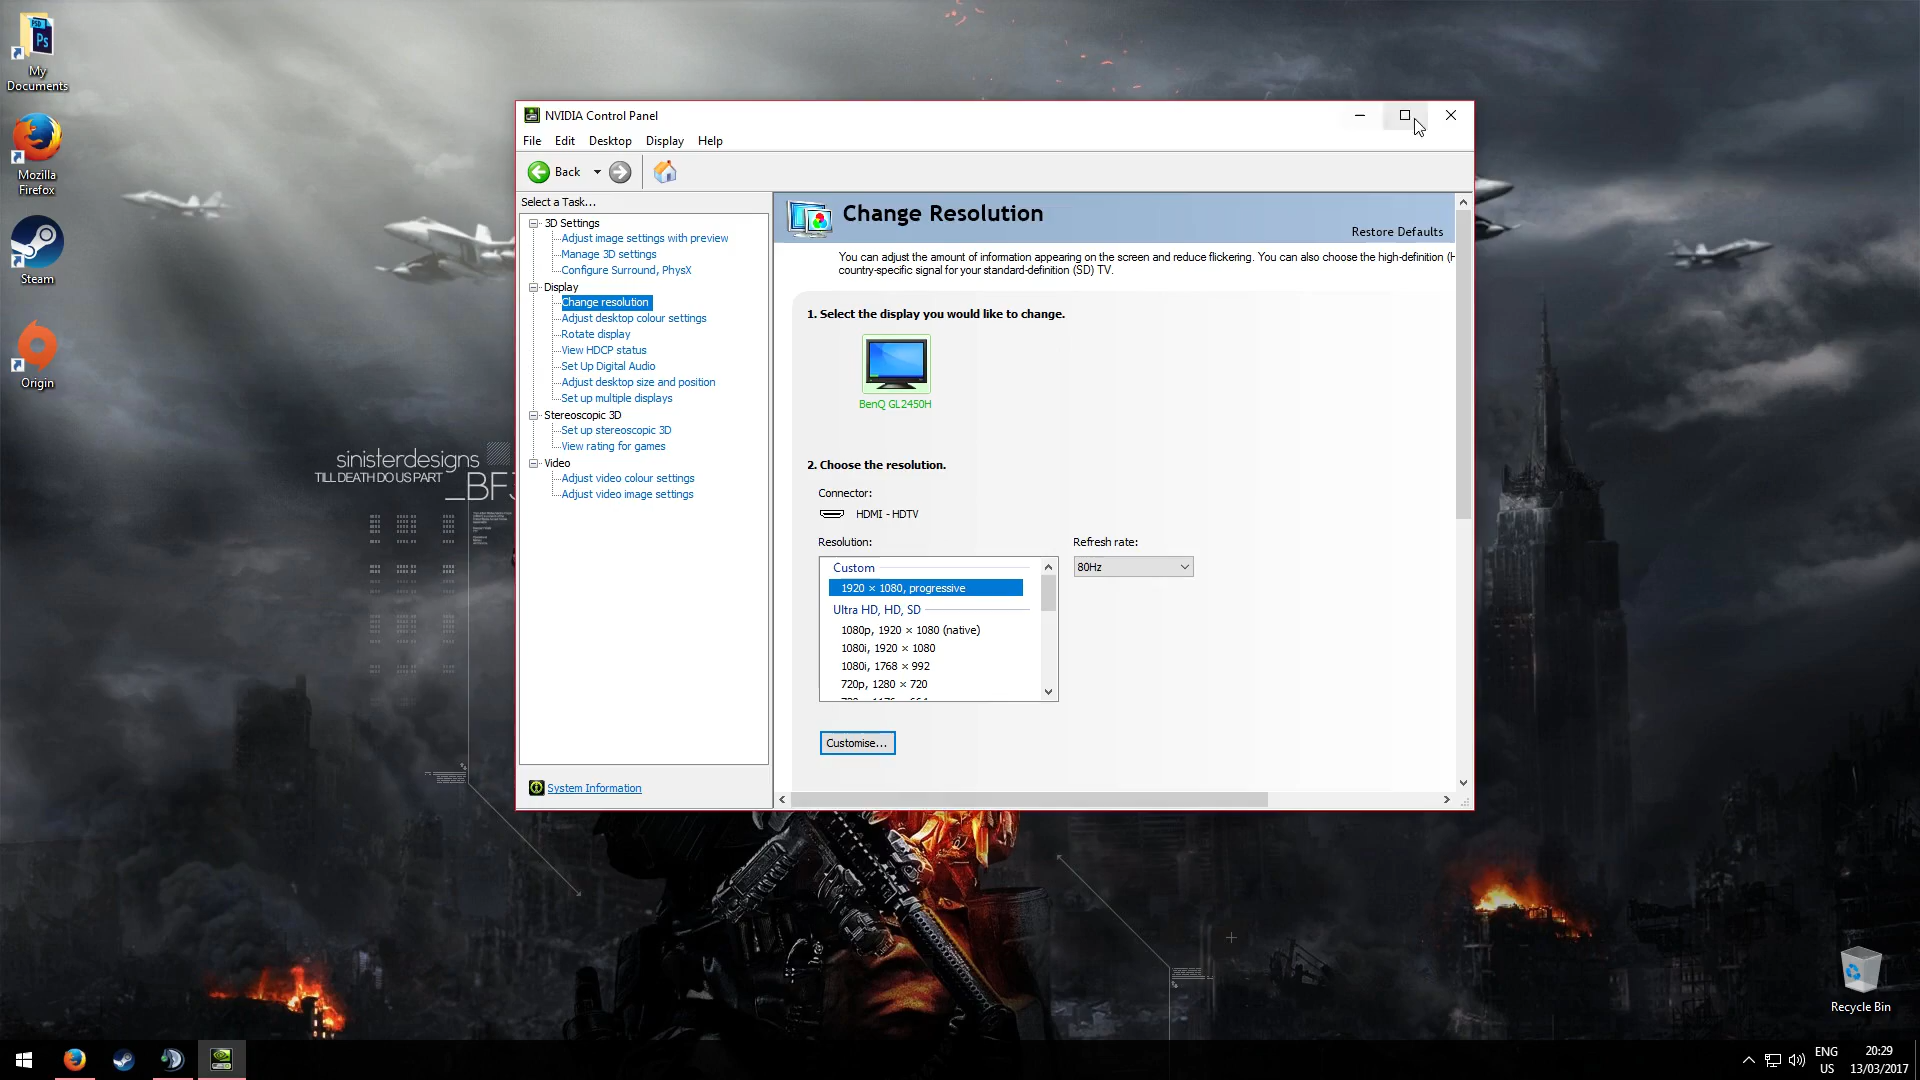 My
Documents
Mozilla
Firefox
Steam
Origin
sinisterdesigns
TILL DEATH DO US PART
_BF3
NVIDIA Control Panel
File Edit Desktop Display Help
Back
Select a Task...
3D Settings
Adjust image settings with preview
Manage 3D settings
Configure Surround, PhysX
Display
Change resolution
Adjust desktop colour settings
Rotate display
View HDCP status
Set Up Digital Audio
Adjust desktop size and position
Set up multiple displays
Stereoscopic 3D
Set up stereoscopic 3D
View rating for games
Video
Adjust video colour settings
Adjust video image settings
System Information
Change Resolution
Restore Defaults
You can adjust the amount of information appearing on the screen and reduce flickering. You can also choose the high-definition (H
country-specific signal for your standard-definition (SD) TV.
1. Select the display you would like to change.
BenQ GL2450H
2. Choose the resolution.
Connector:
HDMI - HDTV
Resolution:
Refresh rate:
80Hz
Custom
1920 × 1080, progressive
Ultra HD, HD, SD
1080p, 1920 × 1080 (native)
1080i, 1920 × 1080
1080i, 1768 × 992
720p, 1280 × 720
Customise...
Recycle Bin
ENG
US
20:29
13/03/2017